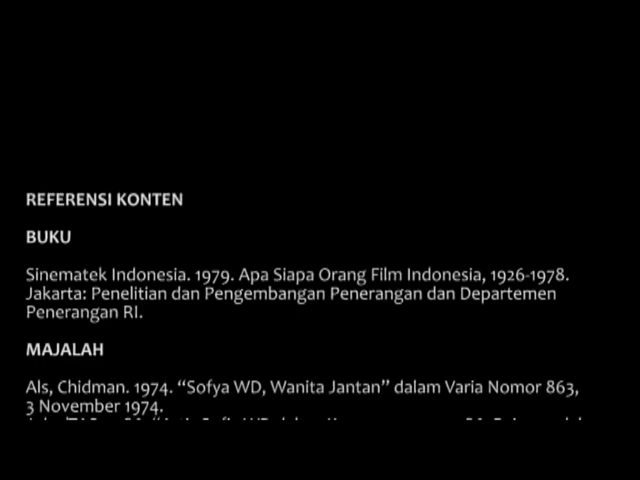 REFERENSI KONTEN
BUKU
Sinematek Indonesia. 1979. Apa Siapa Orang Film Indonesia, 1926-1978.
Jakarta: Penelitian dan Pengembangan Penerangan dan Departemen
Penerangan RI.
MAJALAH
Als, Chidman. 1974. “Sofya WD, Wanita Jantan” dalam Varia Nomor 863,
3 November 1974.